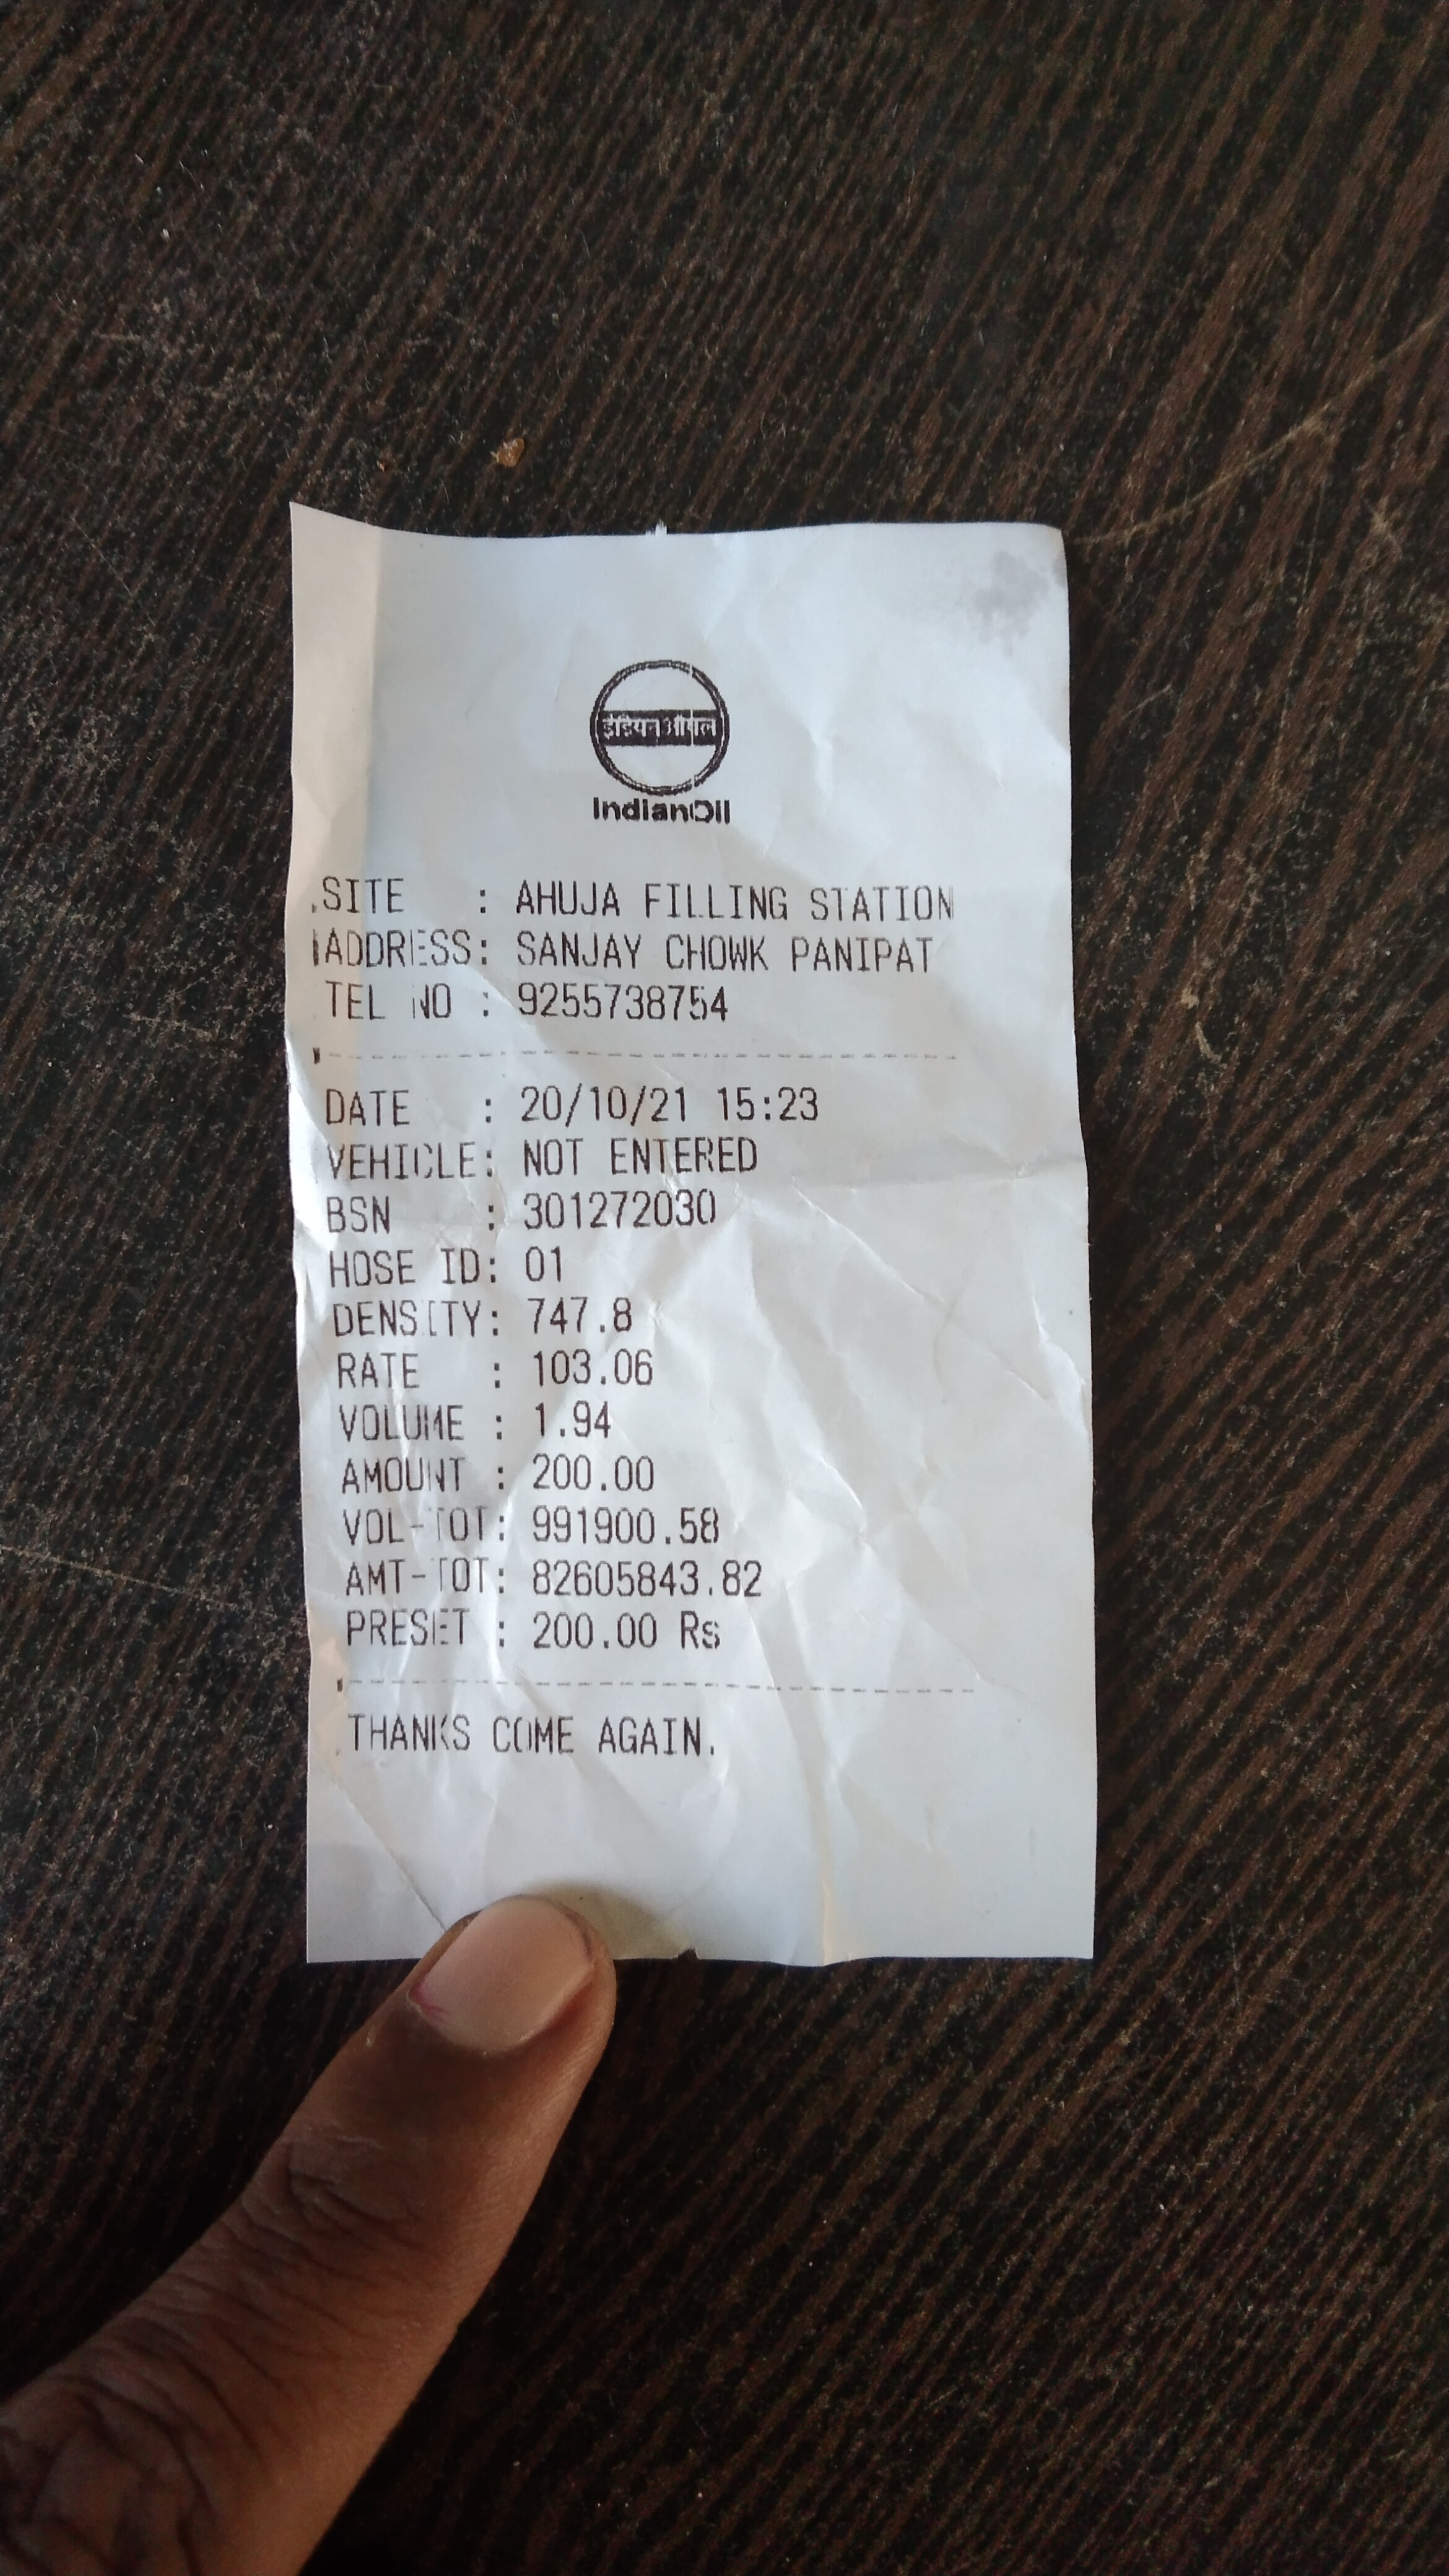 इंडियनऑयल
IndianOil
SITE : AHUJA FILLING STATION
ADDRESS: SANJAY CHOWK PANIPAT
TEL NO : 9255738754
DATE : 20/10/21 15:23
VEHICLE: NOT ENTERED
BSN : 301272030
HOSE ID: 01
DENSITY: 747.8
RATE : 103.06
VOLUME : 1.94
AMOUNT : 200.00
VOL-TOT: 991900.58
AMT-TOT: 82605843.82
PRESET : 200.00 Rs
THANKS COME AGAIN.